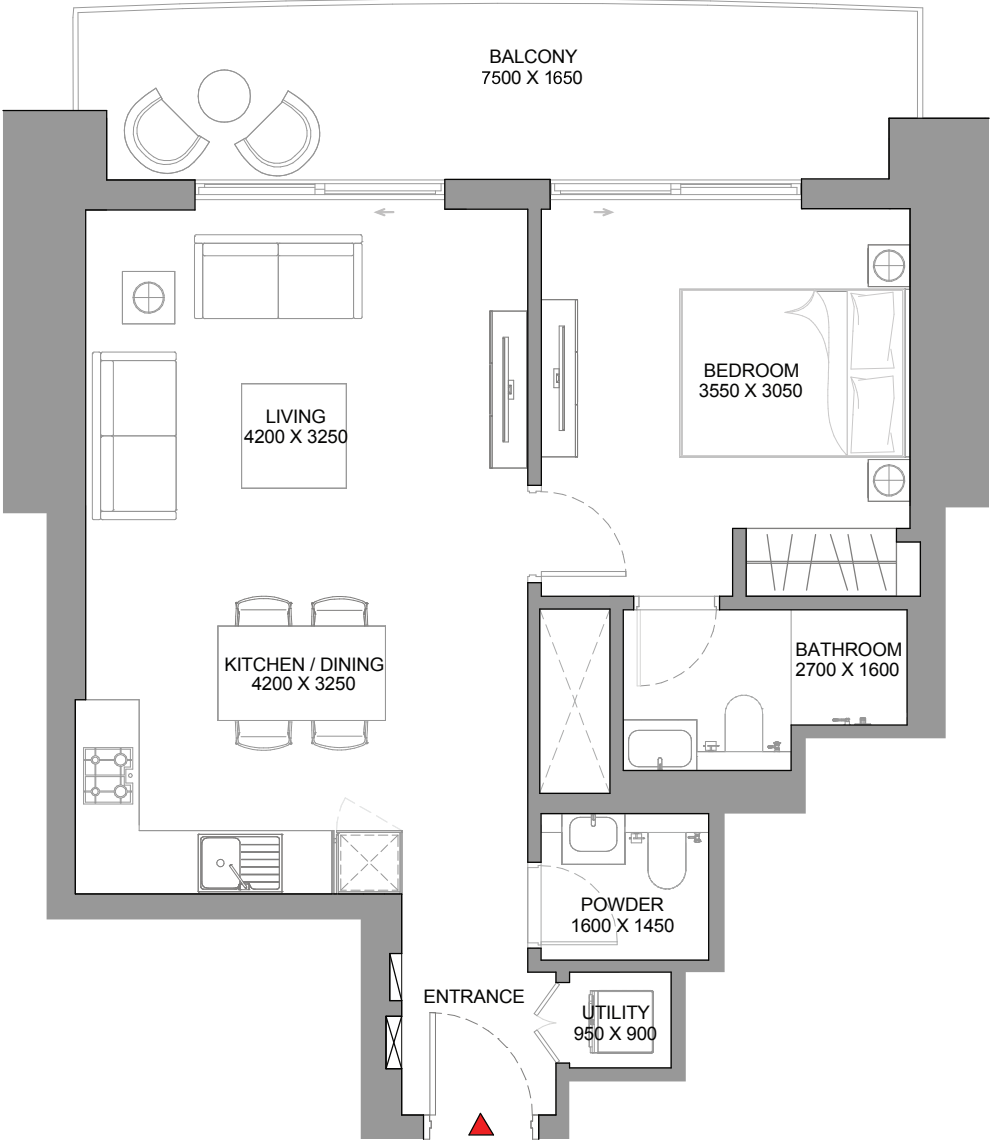 BALCONY
7500 X 1650
LIVING
4200 X 3250
BEDROOM
3550 X 3050
KITCHEN / DINING
4200 X 3250
BATHROOM
2700 X 1600
POWDER
1600 X 1450
ENTRANCE
UTILITY
950 X 900